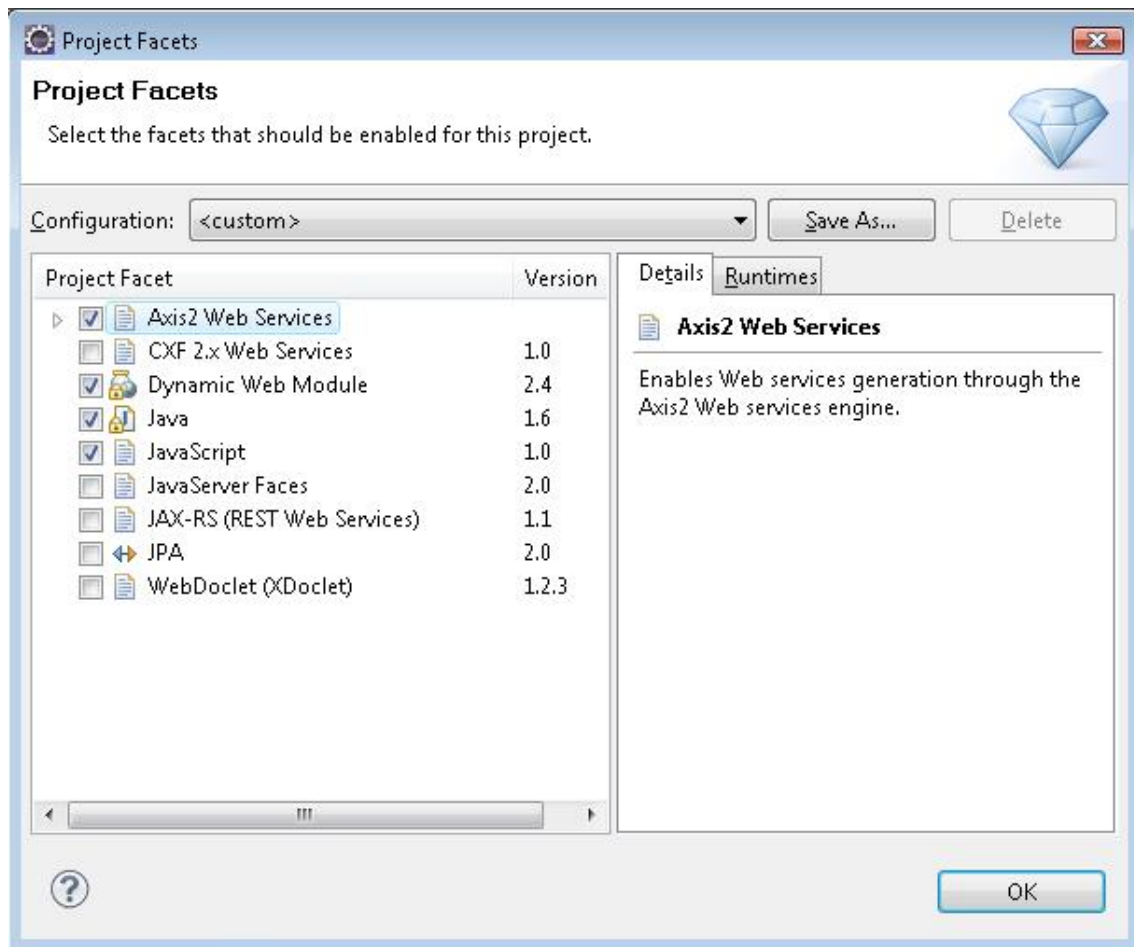 Project Facets
Project Facets
Select the facets that should be enabled for this project.
Configuration: <custom> Save As... Delete
Project Facet Version
Axis2 Web Services
CXF 2.x Web Services 1.0
Dynamic Web Module 2.4
Java 1.6
JavaScript 1.0
JavaServer Faces 2.0
JAX-RS (REST Web Services) 1.1
JPA 2.0
WebDoclet (XDoclet) 1.2.3
Details Runtimes
Axis2 Web Services
Enables Web services generation through the
Axis2 Web services engine.
?
OK